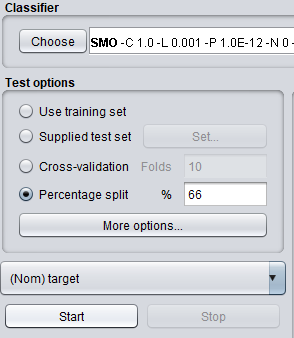 Classifier
Choose
SMO -C 1.0 -L 0.001 -P 1.0E-12 -N 0 -
Test options
Use training set
Supplied test set
Set...
Cross-validation Folds 10
Percentage split % 66
More options...
(Nom) target
Start
Stop